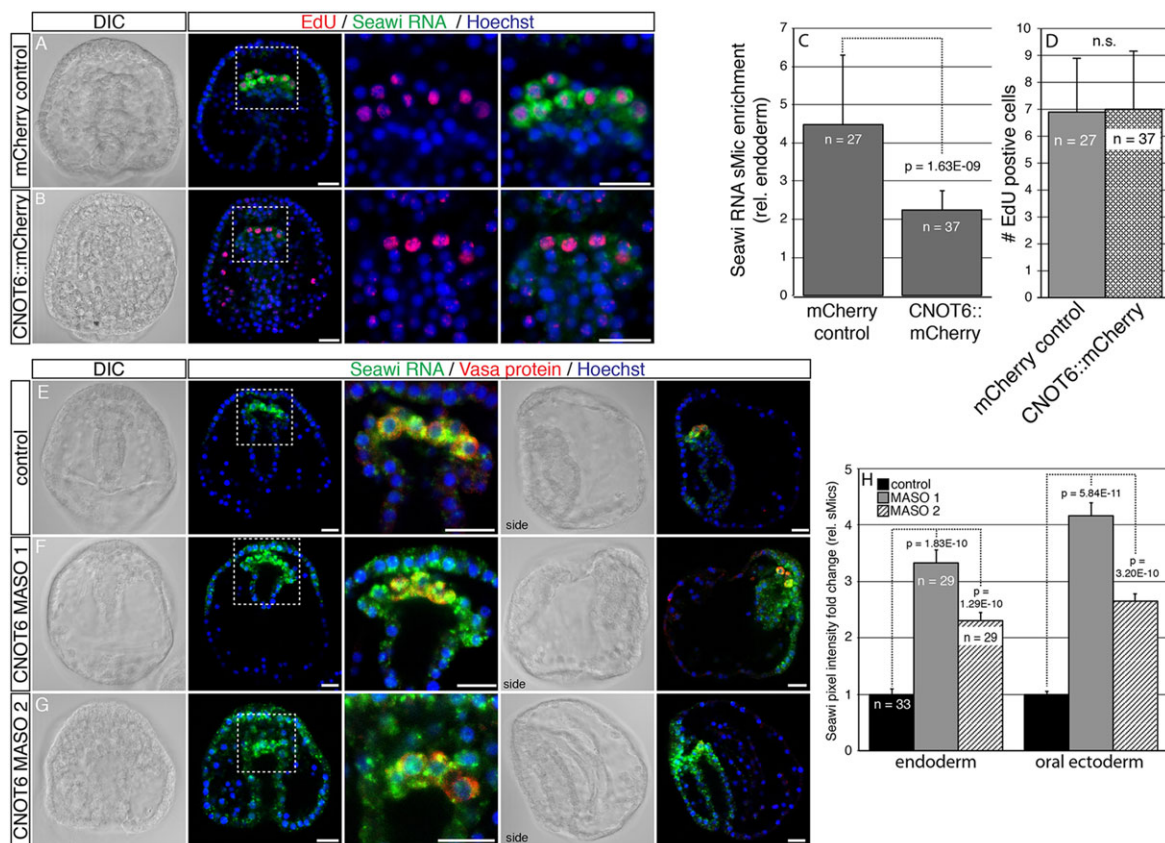 DIC
EdU / Seawi RNA / Hoechst
mCherry control
A
CNOT6::mCherry
B
C
Seawi RNA sMic enrichment
(rel. endoderm)
7
6
5
4
3
2
1
0
n = 27
p = 1.63E-09
n = 37
mCherry
control
CNOT6::
mCherry
D
n.s.
# EdU postive cells
10
9
8
7
6
5
4
3
2
1
0
n = 27
n = 37
mCherry control
CNOT6::mCherry
DIC
Seawi RNA / Vasa protein / Hoechst
control
E
side
CNOT6 MASO 1
F
side
CNOT6 MASO 2
G
side
H
Seawi pixel intensity fold change (rel. sMics)
5
4
3
2
1
0
control
MASO 1
MASO 2
p = 1.83E-10
n = 29
p =
1.29E-10
n = 29
n = 33
p = 5.84E-11
p =
3.20E-10
endoderm
oral ectoderm